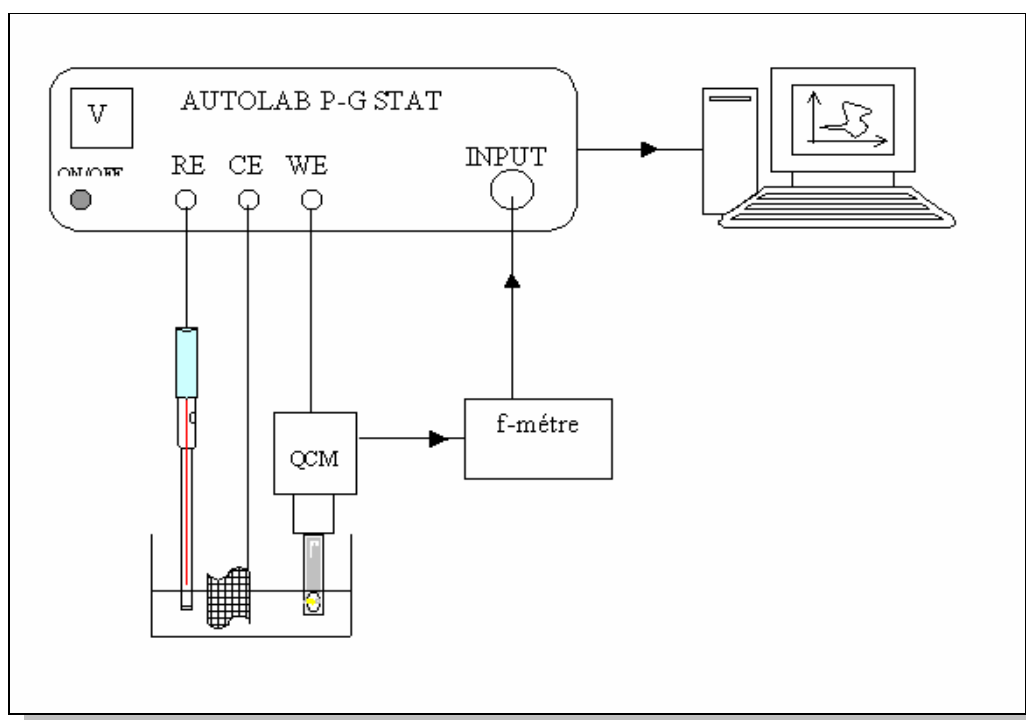 AUTOLAB P-G STAT
V
ON/OFF
RE CE WE
INPUT
f-métre
QCM